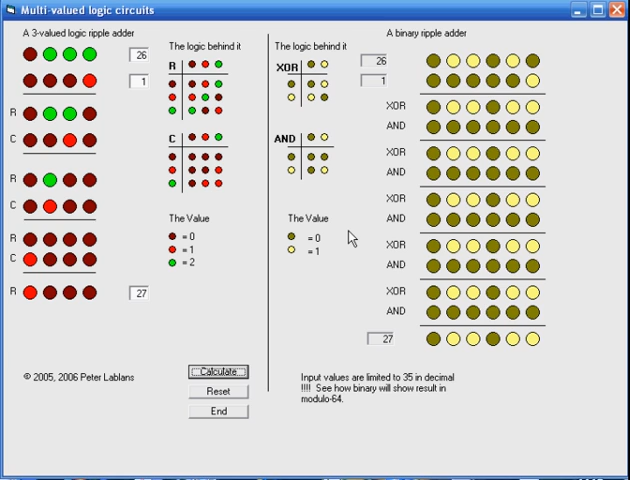 Multi-valued logic circuits
A 3-valued logic ripple adder
26
1
R
C
R
C
R
C
R
27
The logic behind it
R
C
The Value
= 0
= 1
= 2
The logic behind it
XOR
AND
The Value
= 0
= 1
A binary ripple adder
26
1
XOR
AND
XOR
AND
XOR
AND
XOR
AND
XOR
AND
27
© 2005, 2006 Peter Lablans
Calculate
Reset
End
Input values are limited to 35 in decimal
!!!! See how binary will show result in
modulo-64.